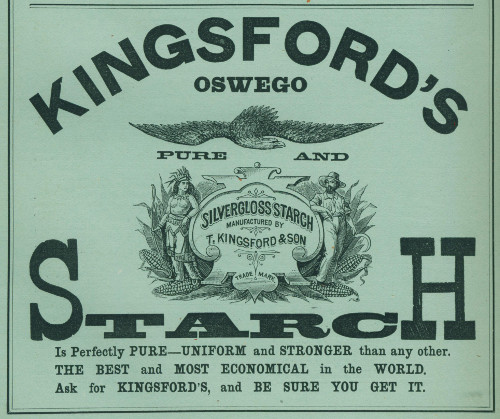 KINGSFORD'S
OSWEGO
PURE AND
SILVERGLOSS STARCH
MANUFACTURED BY
T. KINGSFORD & SON
TRADE MARK
STARCH
Is Perfectly PURE—UNIFORM and STRONGER than any other.
THE BEST and MOST ECONOMICAL in the WORLD.
Ask for KINGSFORD'S, and BE SURE YOU GET IT.